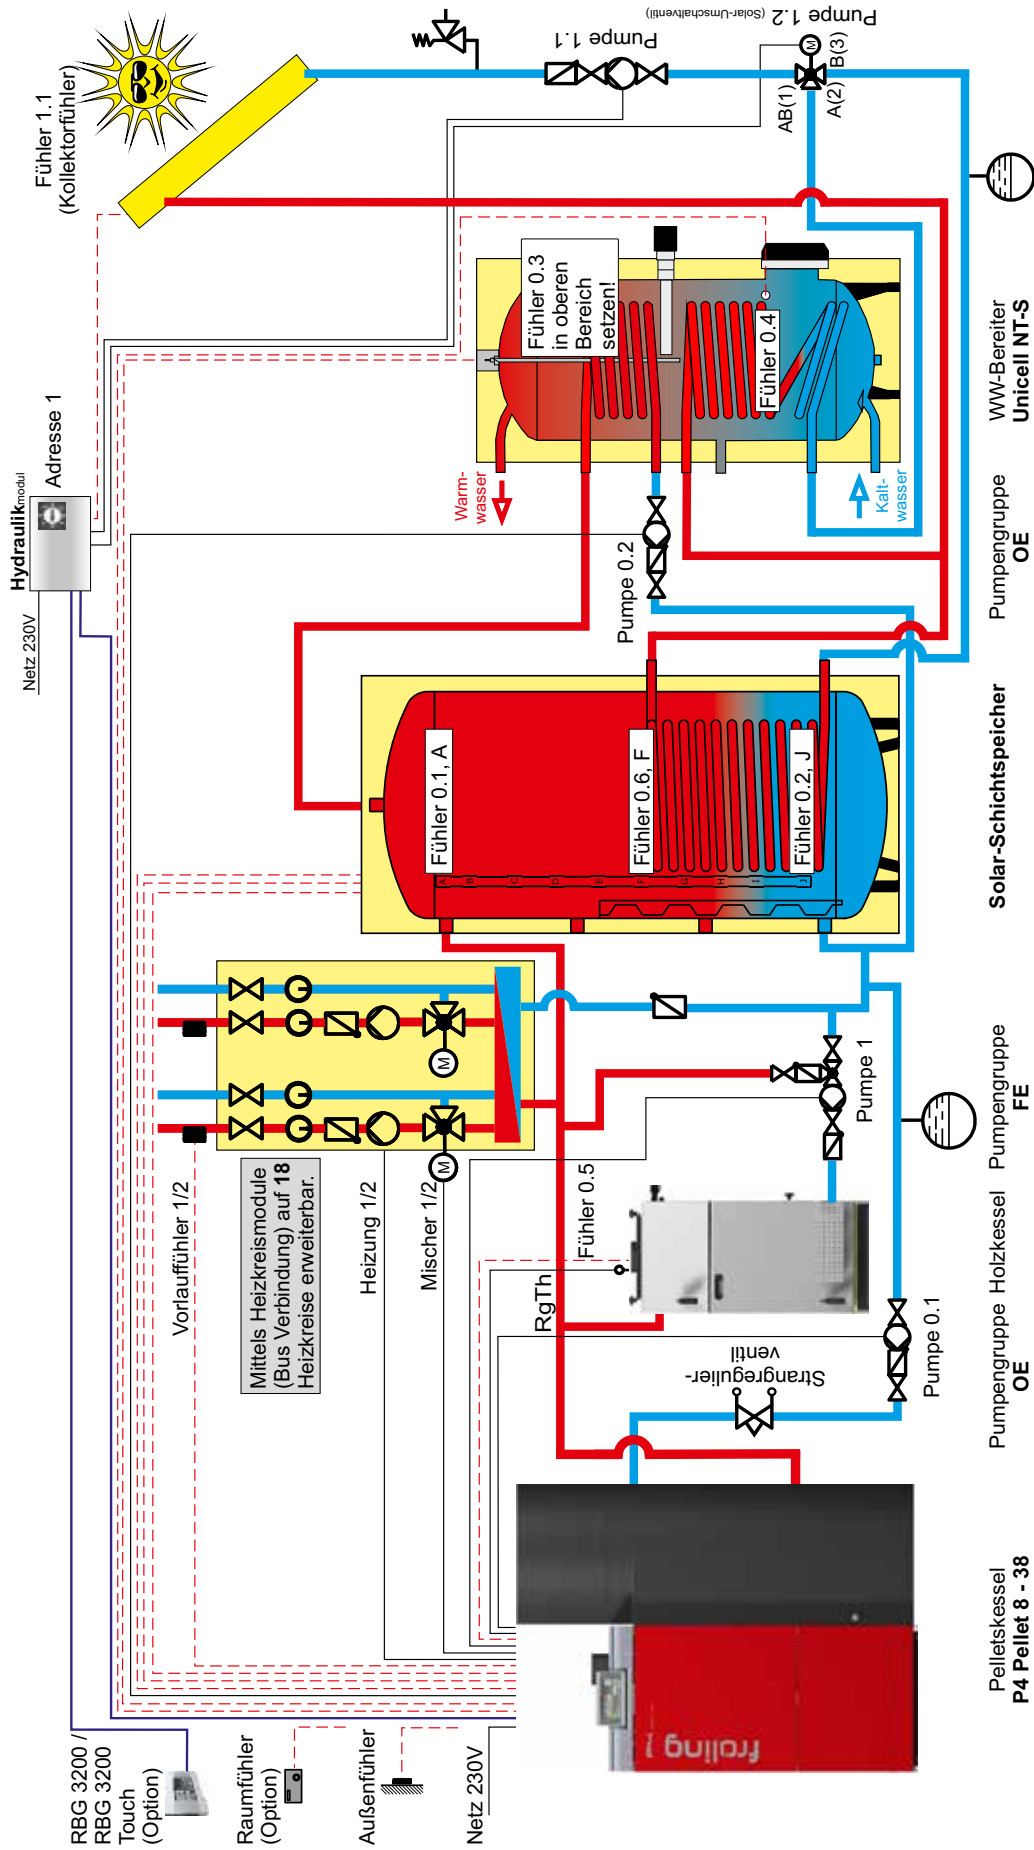 RBG 3200 /
RBG 3200
Touch
(Option)
Raumfühler
(Option)
Außenfühler
Netz 230V
Netz 230V
Hydraulikmodul
Adresse 1
Fühler 1.1
(Kollektorfühler)
Vorlauffühler 1/2
Mittels Heizkreismodule
(Bus Verbindung) auf 18
Heizkreise erweiterbar.
Heizung 1/2
Mischer 1/2
M
M
Fühler 0.5
RgTh
Strangregulier-
ventil
Pumpe 0.1
Pumpe 1
Fühler 0.1, A
Fühler 0.6, F
Fühler 0.2, J
A
B
C
D
E
F
G
H
I
J
Pumpe 0.2
Warm-
wasser
Kalt-
wasser
Fühler 0.3
in oberen
Bereich
setzen!
Fühler 0.4
Pumpe 1.1
Pumpe 1.2
(Solar-Umschaltventil)
M
B(3)
AB(1)
A(2)
froling
Pelletskessel
P4 Pellet 8 - 38
Pumpengruppe
OE
Holzkessel
Pumpengruppe
FE
Solar-Schichtspeicher
Pumpengruppe
OE
WW-Bereiter
Unicell NT-S